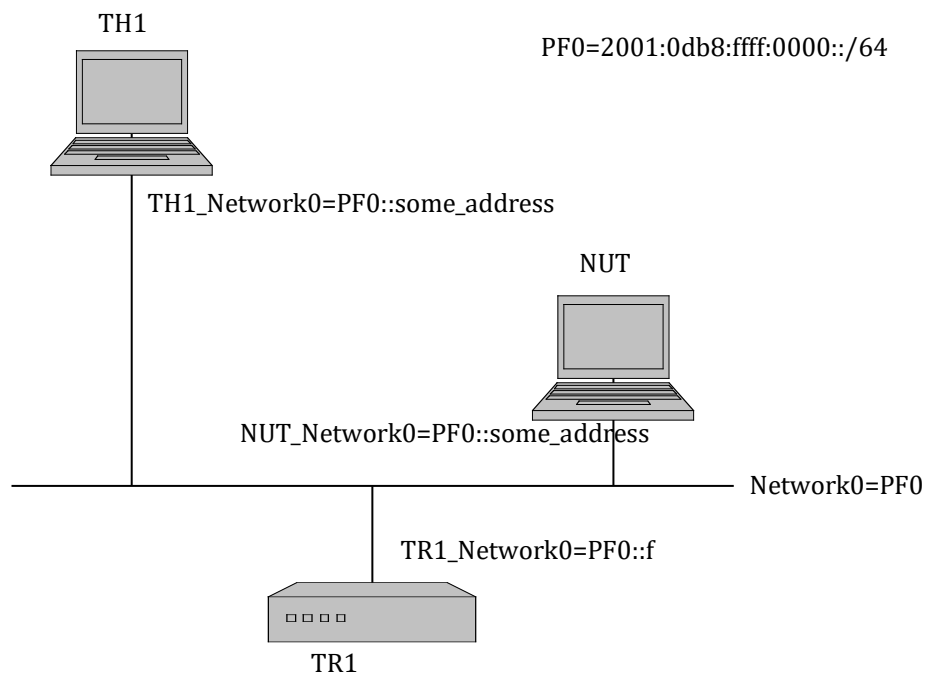 TH1
PF0=2001:0db8:ffff:0000::/64
TH1_Network0=PF0::some_address
NUT
NUT_Network0=PF0::some_address
Network0=PF0
TR1_Network0=PF0::f
TR1